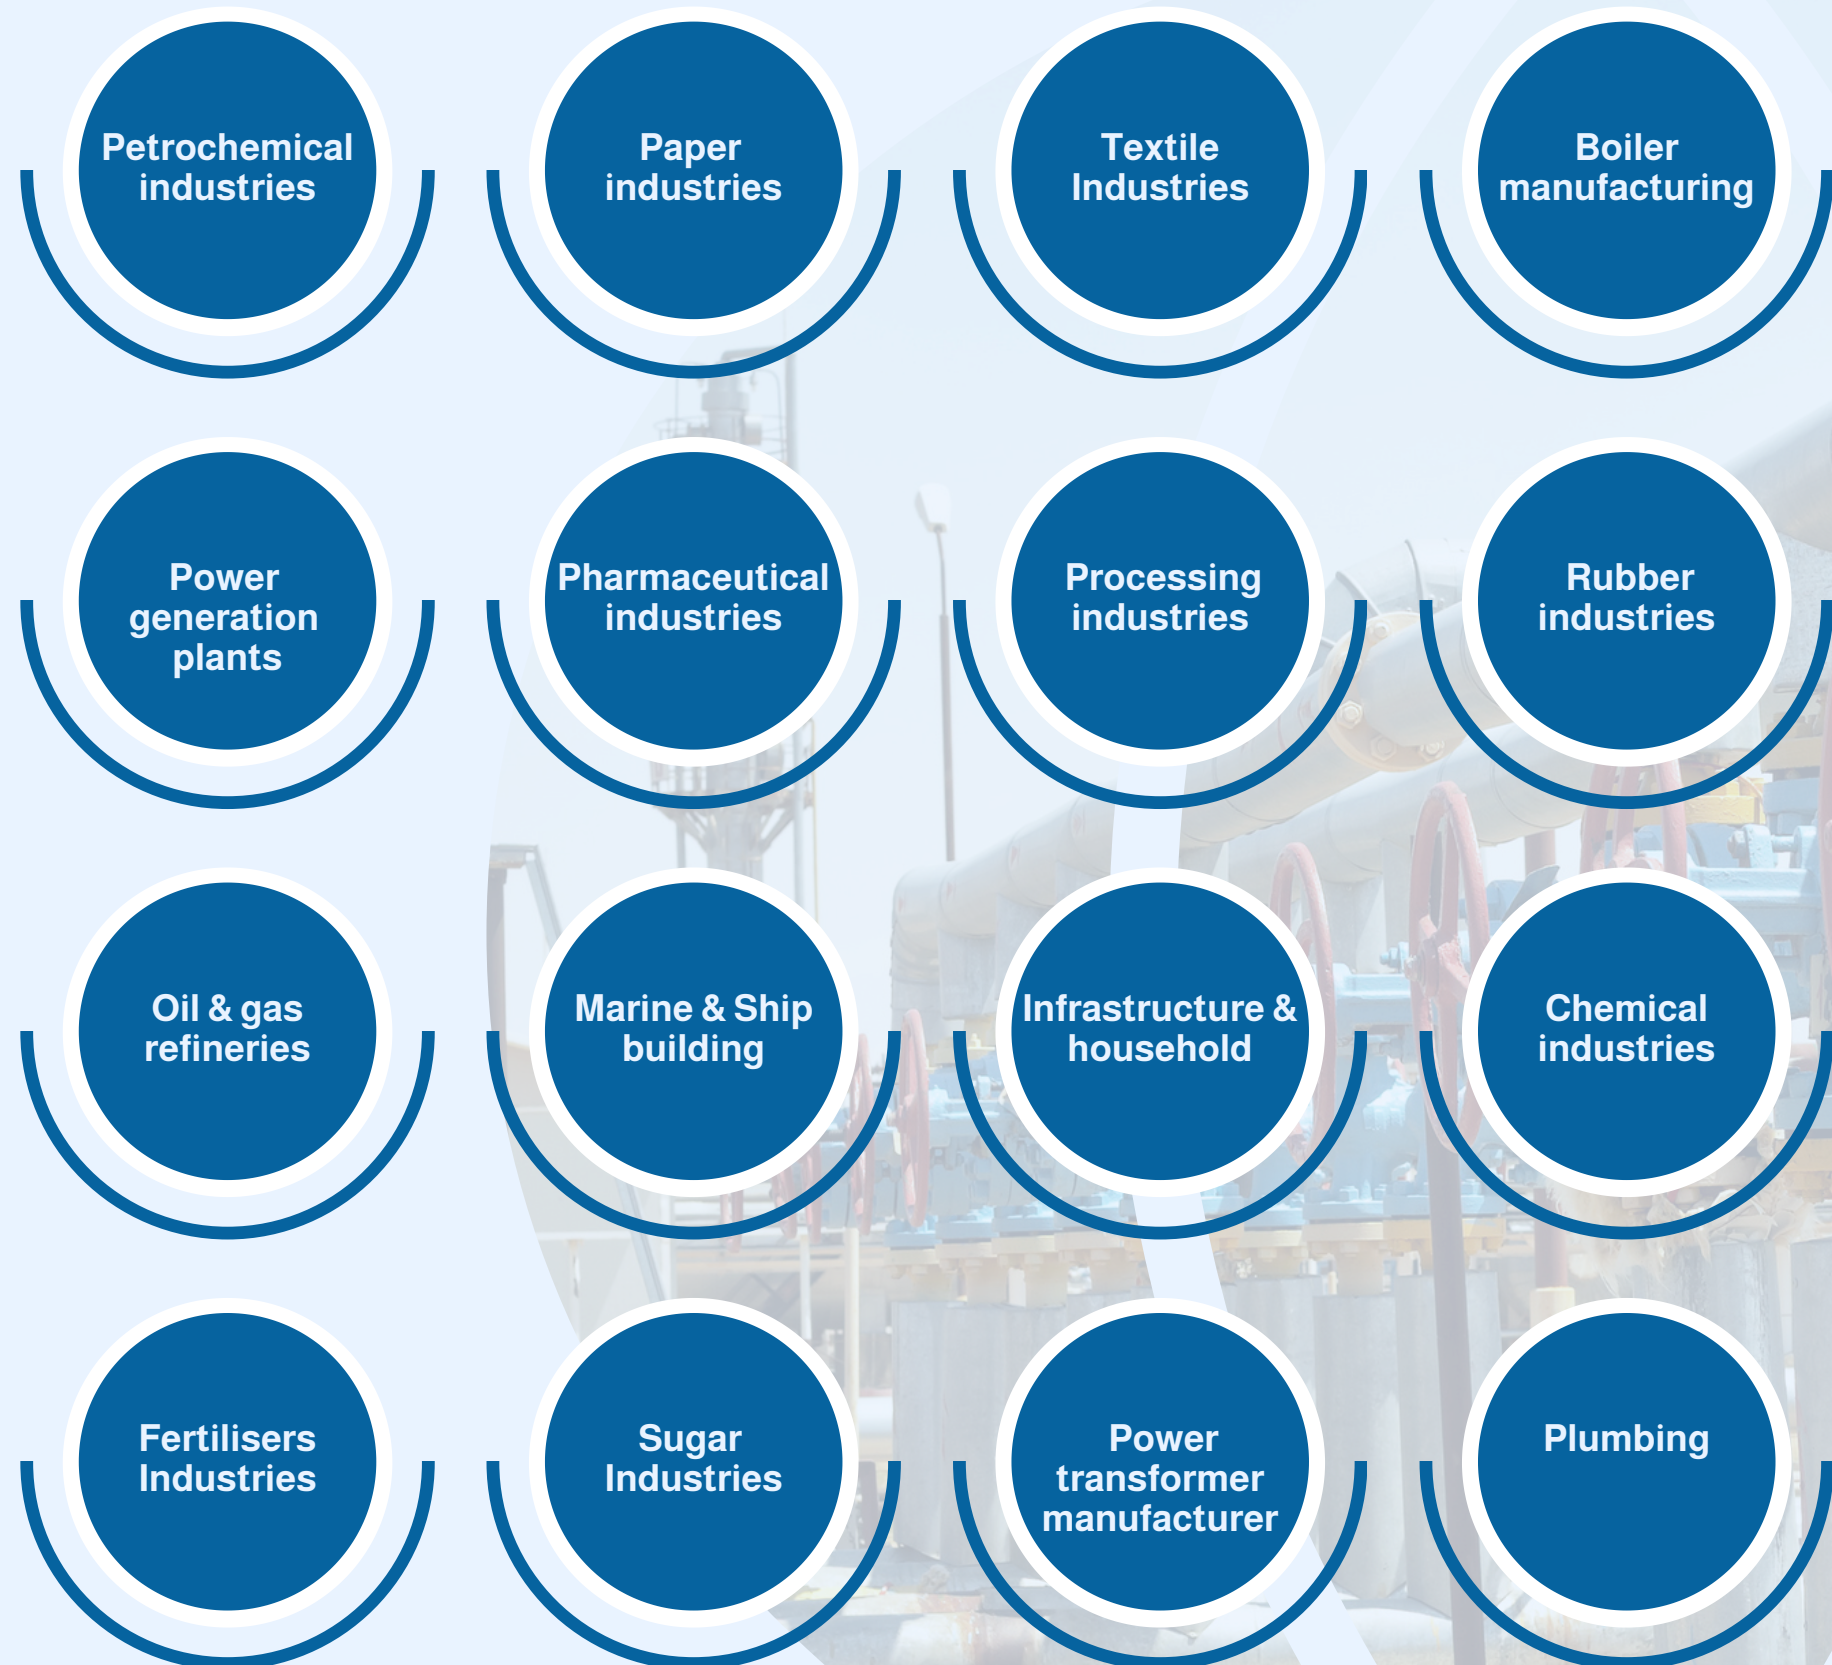 Petrochemical
industries
Paper
industries
Textile
Industries
Boiler
manufacturing
Power
generation
plants
Pharmaceutical
industries
Processing
industries
Rubber
industries
Oil & gas
refineries
Marine & Ship
building
Infrastructure &
household
Chemical
industries
Fertilisers
Industries
Sugar
Industries
Power
transformer
manufacturer
Plumbing